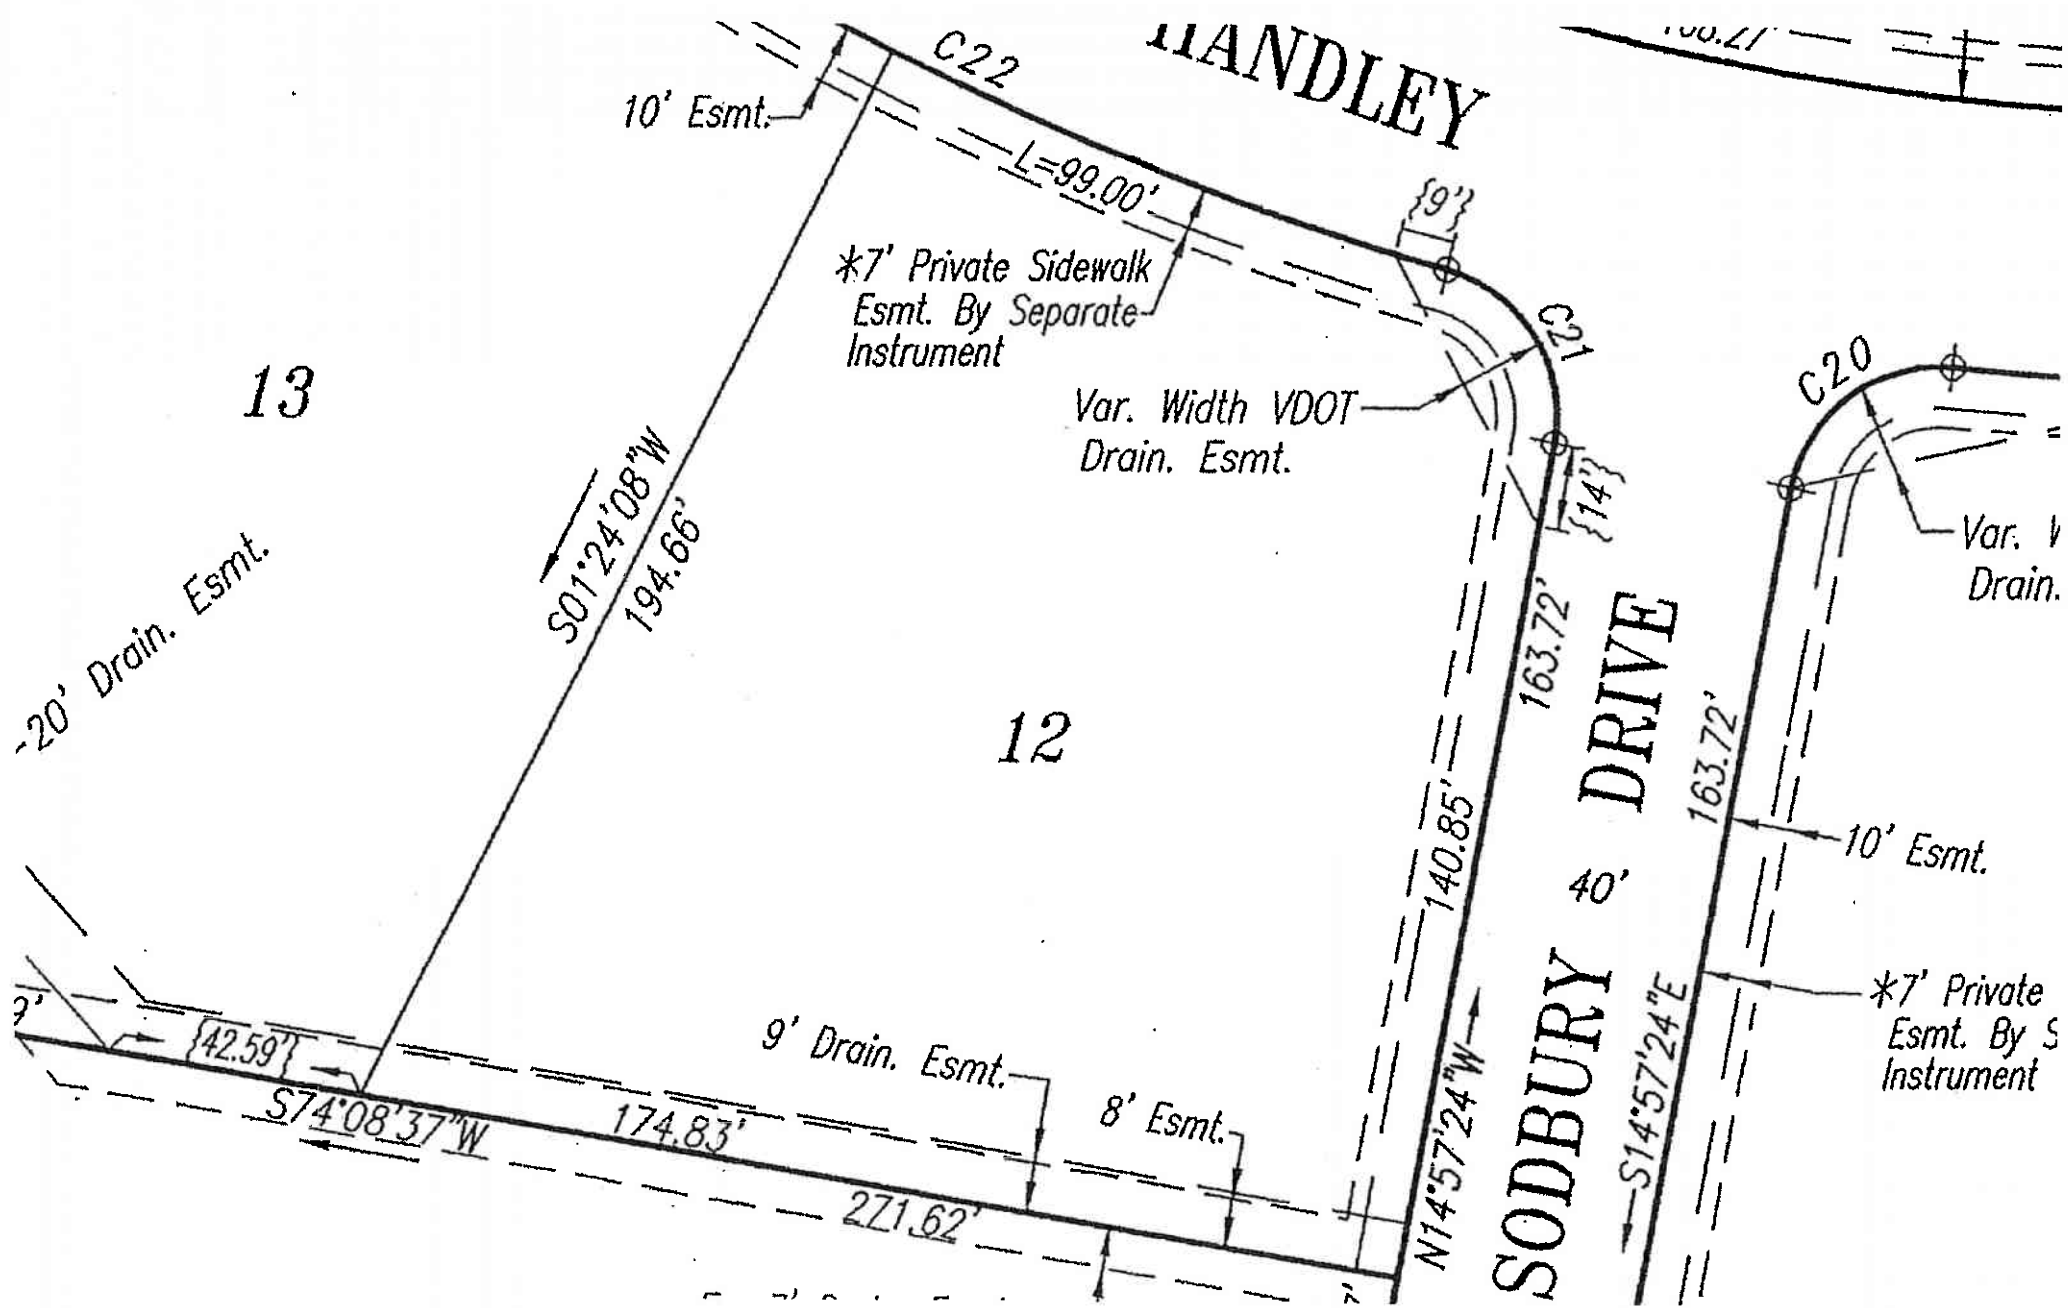 HANDLEY
C22
10' Esmt.
L=99.00'
{9'}
*7' Private Sidewalk
Esmt. By Separate
Instrument
C21
C20
Var. Width VDOT
Drain. Esmt.
{14'}
13
S01°24'08"W
194.66'
Var.
Drain.
20' Drain. Esmt.
163.72'
DRIVE
12
163.72'
140.85'
10' Esmt.
40'
SODBURY
*7' Private
Esmt. By S
Instrument
9'
{42.59'}
9' Drain. Esmt.
N14°57'24"W
S14°57'24"E
S74°08'37"W
174.83'
8' Esmt.
271.62'
7'